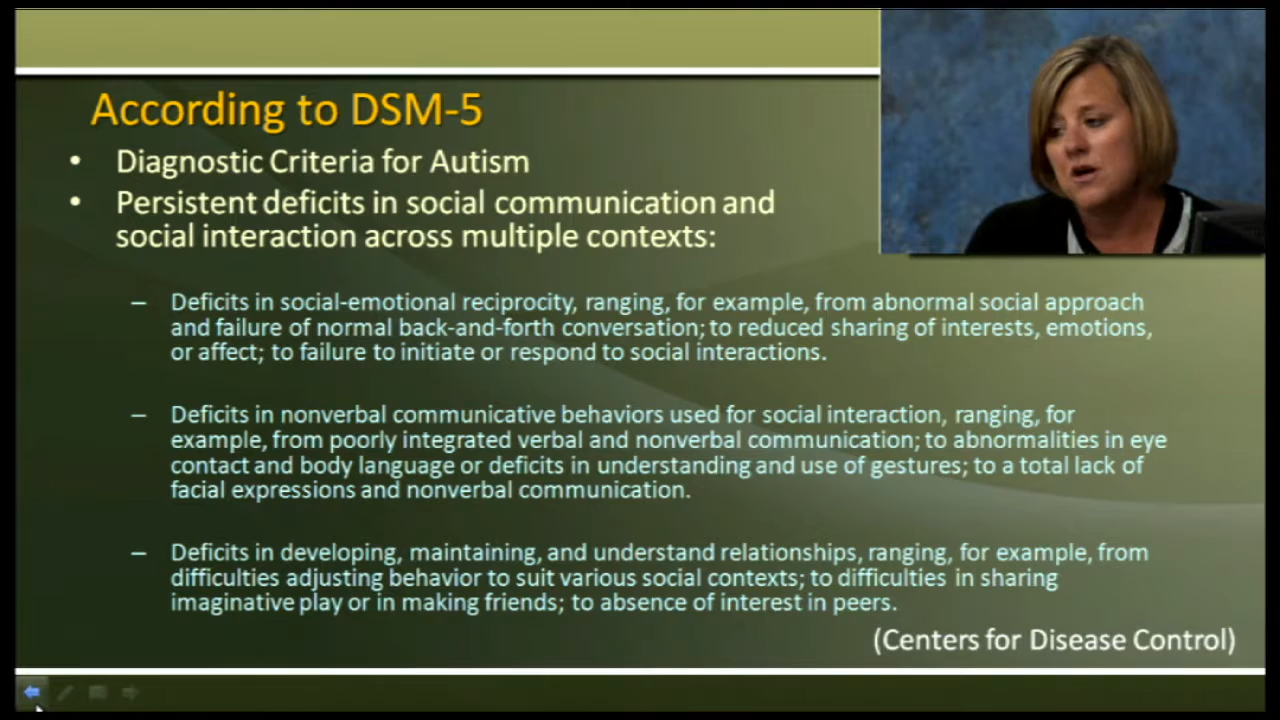 According to DSM-5
• Diagnostic Criteria for Autism
• Persistent deficits in social communication and
social interaction across multiple contexts:
– Deficits in social-emotional reciprocity, ranging, for example, from abnormal social approach
and failure of normal back-and-forth conversation; to reduced sharing of interests, emotions,
or affect; to failure to initiate or respond to social interactions.
– Deficits in nonverbal communicative behaviors used for social interaction, ranging, for
example, from poorly integrated verbal and nonverbal communication; to abnormalities in eye
contact and body language or deficits in understanding and use of gestures; to a total lack of
facial expressions and nonverbal communication.
– Deficits in developing, maintaining, and understand relationships, ranging, for example, from
difficulties adjusting behavior to suit various social contexts; to difficulties in sharing
imaginative play or in making friends; to absence of interest in peers.
(Centers for Disease Control)